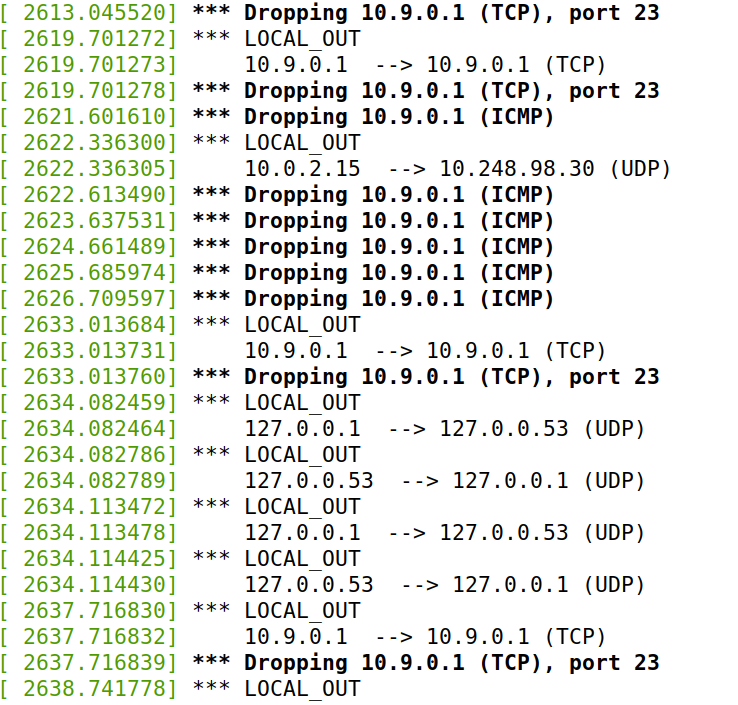 [ 2613.045520] *** Dropping 10.9.0.1 (TCP), port 23
[ 2619.701272] *** LOCAL_OUT
[ 2619.701273]     10.9.0.1  --> 10.9.0.1 (TCP)
[ 2619.701278] *** Dropping 10.9.0.1 (TCP), port 23
[ 2621.601610] *** Dropping 10.9.0.1 (ICMP)
[ 2622.336300] *** LOCAL_OUT
[ 2622.336305]     10.0.2.15  --> 10.248.98.30 (UDP)
[ 2622.613490] *** Dropping 10.9.0.1 (ICMP)
[ 2623.637531] *** Dropping 10.9.0.1 (ICMP)
[ 2624.661489] *** Dropping 10.9.0.1 (ICMP)
[ 2625.685974] *** Dropping 10.9.0.1 (ICMP)
[ 2626.709597] *** Dropping 10.9.0.1 (ICMP)
[ 2633.013684] *** LOCAL_OUT
[ 2633.013731]     10.9.0.1  --> 10.9.0.1 (TCP)
[ 2633.013760] *** Dropping 10.9.0.1 (TCP), port 23
[ 2634.082459] *** LOCAL_OUT
[ 2634.082464]     127.0.0.1  --> 127.0.0.53 (UDP)
[ 2634.082786] *** LOCAL_OUT
[ 2634.082789]     127.0.0.53  --> 127.0.0.1 (UDP)
[ 2634.113472] *** LOCAL_OUT
[ 2634.113478]     127.0.0.1  --> 127.0.0.53 (UDP)
[ 2634.114425] *** LOCAL_OUT
[ 2634.114430]     127.0.0.53  --> 127.0.0.1 (UDP)
[ 2637.716830] *** LOCAL_OUT
[ 2637.716832]     10.9.0.1  --> 10.9.0.1 (TCP)
[ 2637.716839] *** Dropping 10.9.0.1 (TCP), port 23
[ 2638.741778] *** LOCAL_OUT